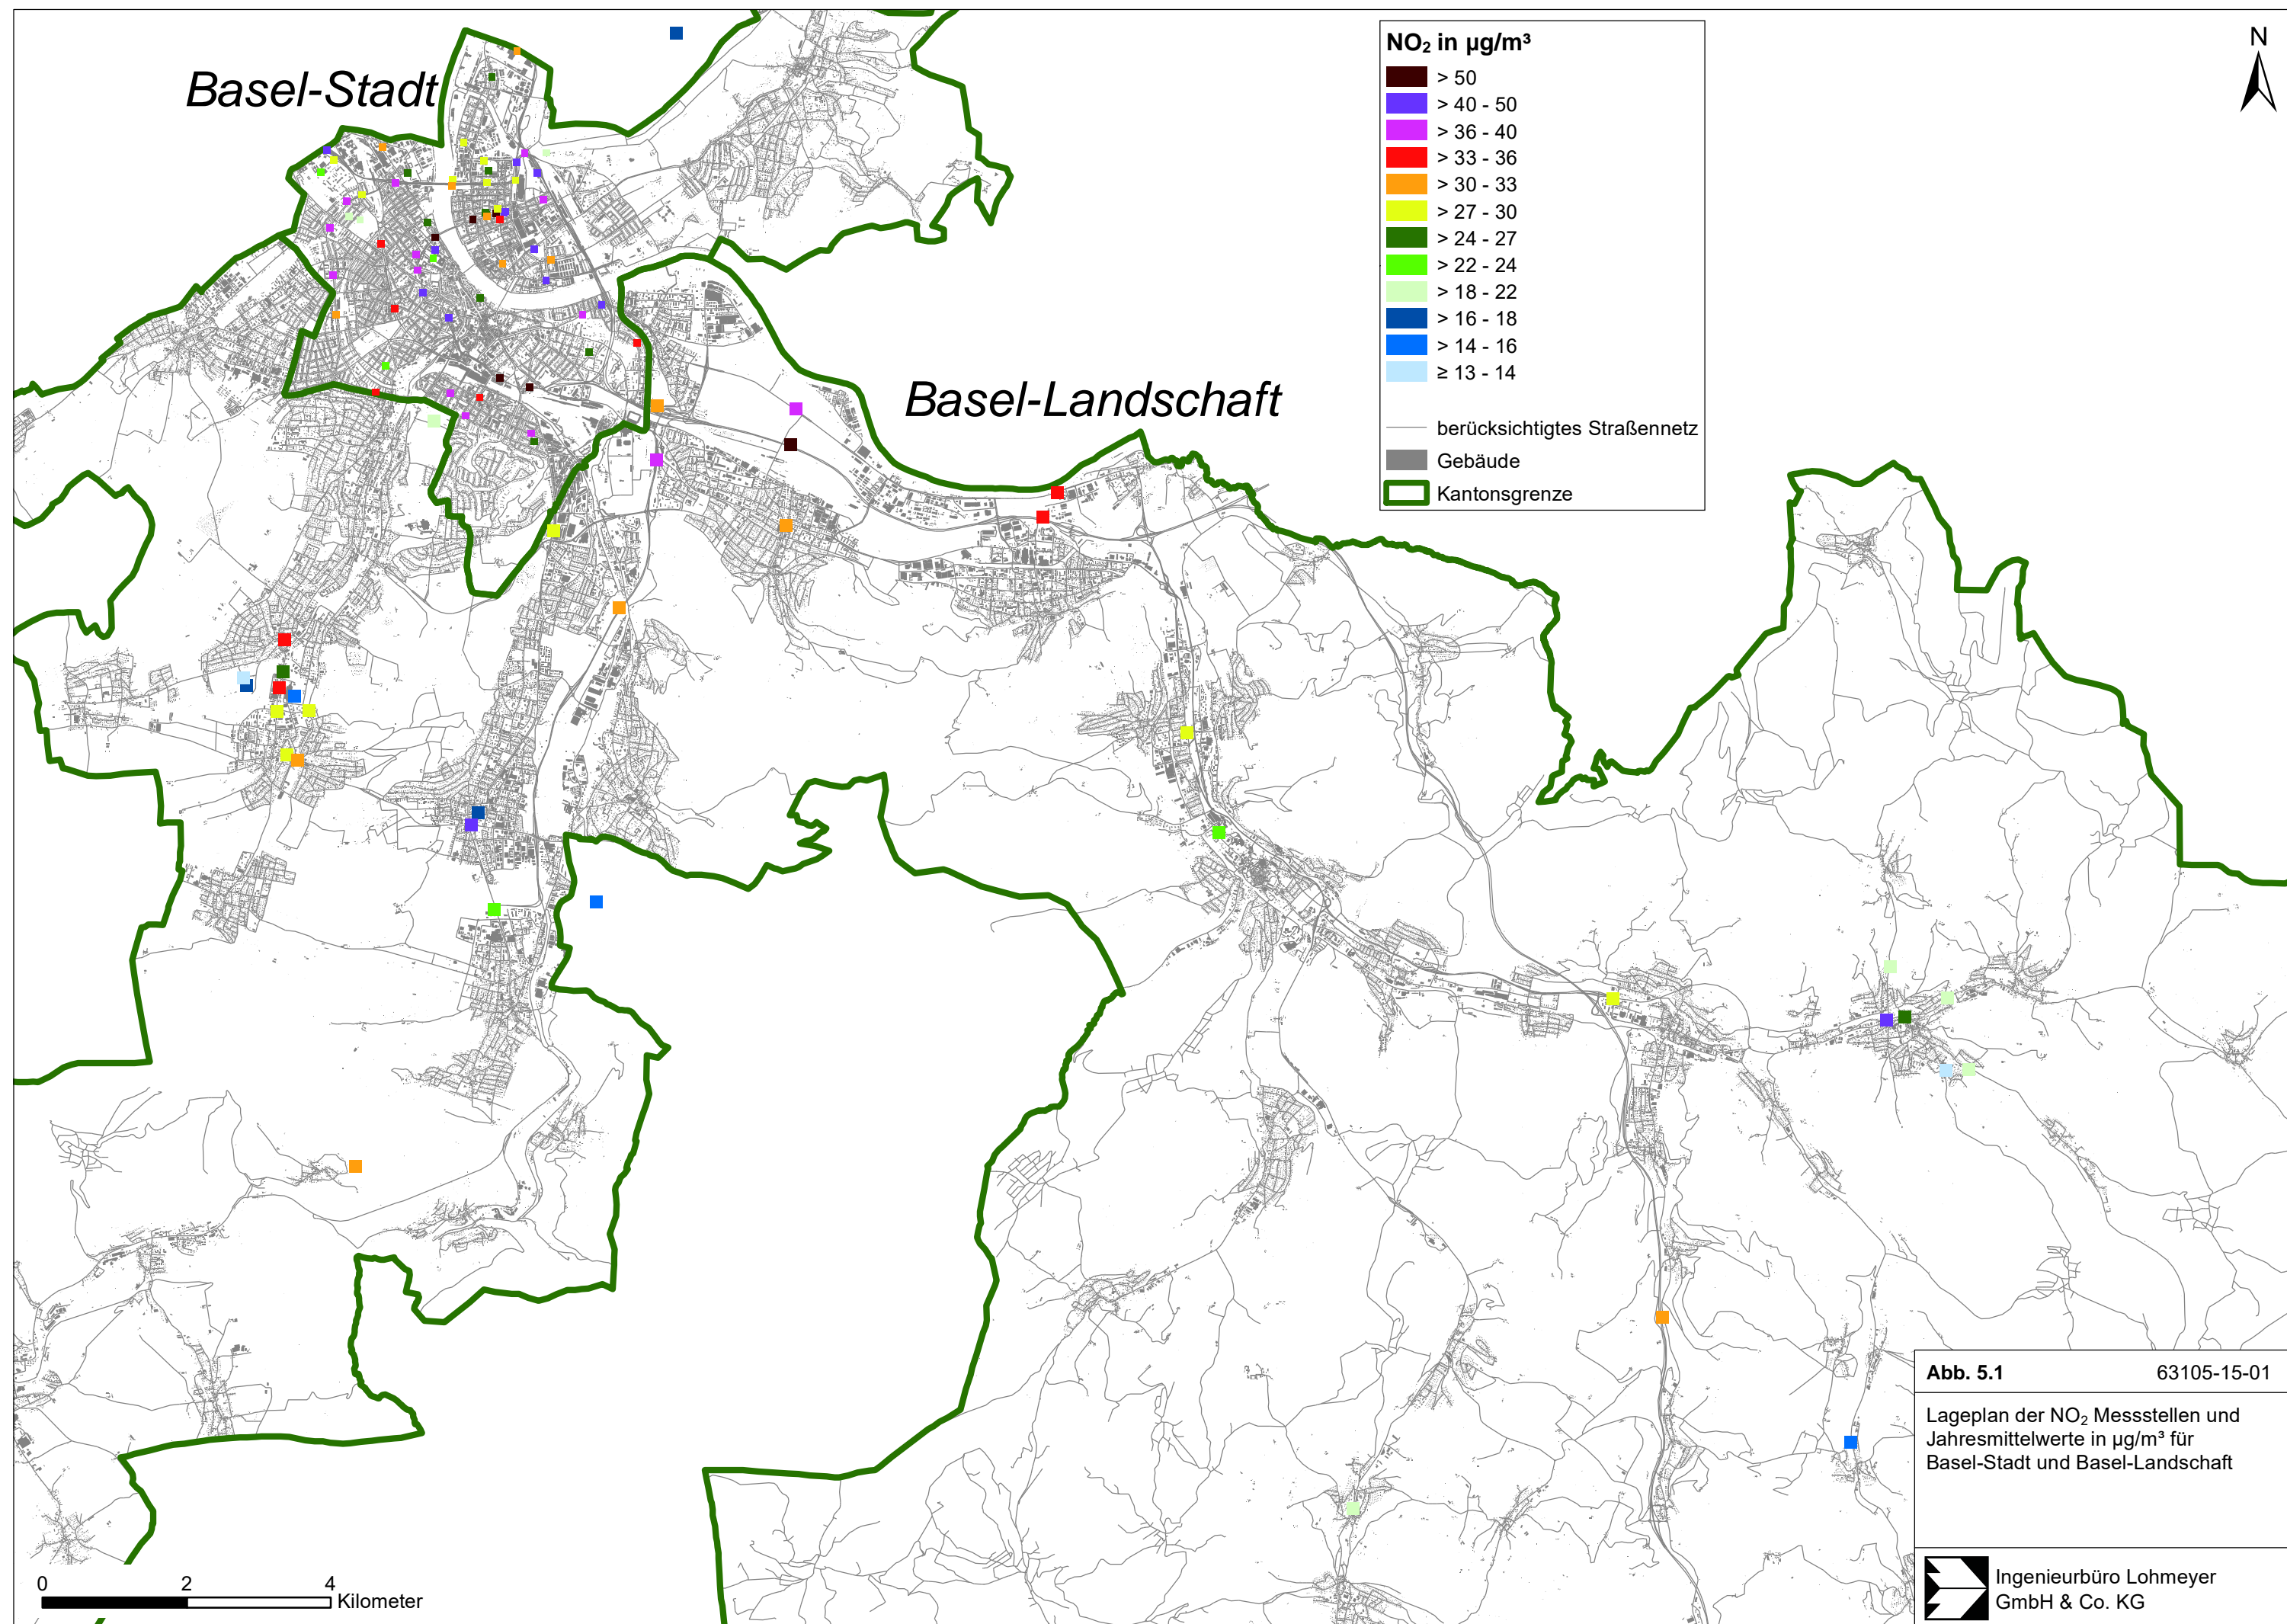 Basel-Stadt
Basel-Landschaft
NO₂ in µg/m³
> 50
> 40 - 50
> 36 - 40
> 33 - 36
> 30 - 33
> 27 - 30
> 24 - 27
> 22 - 24
> 18 - 22
> 16 - 18
> 14 - 16
≥ 13 - 14
berücksichtigtes Straßennetz
Gebäude
Kantonsgrenze
N
0 2 4
Kilometer
Abb. 5.1 63105-15-01
Lageplan der NO₂ Messstellen und
Jahresmittelwerte in µg/m³ für
Basel-Stadt und Basel-Landschaft
Ingenieurbüro Lohmeyer
GmbH & Co. KG